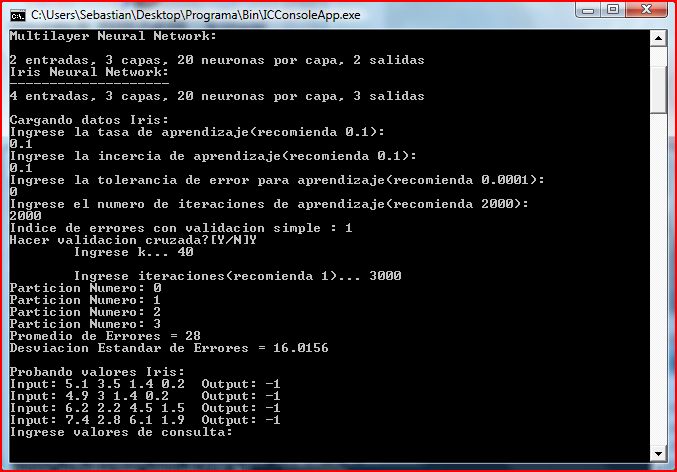 C:\Users\Sebastian\Desktop\Programa\Bin\ICConsoleApp.exe
Multilayer Neural Network:
2 entradas, 3 capas, 20 neuronas por capa, 2 salidas
Iris Neural Network:
--------------------
4 entradas, 3 capas, 20 neuronas por capa, 3 salidas
Cargando datos Iris:
Ingrese la tasa de aprendizaje(recomienda 0.1):
0.1
Ingrese la incercia de aprendizaje(recomienda 0.1):
0.1
Ingrese la tolerancia de error para aprendizaje(recomienda 0.0001):
0
Ingrese el numero de iteraciones de aprendizaje(recomienda 2000):
2000
Indice de errores con validacion simple : 1
Hacer validacion cruzada?[Y/N]Y
Ingrese k... 40
Ingrese iteraciones(recomienda 1)... 3000
Particion Numero: 0
Particion Numero: 1
Particion Numero: 2
Particion Numero: 3
Promedio de Errores = 28
Desviacion Estandar de Errores = 16.0156
Probando valores Iris:
Input: 5.1 3.5 1.4 0.2  Output: -1
Input: 4.9 3 1.4 0.2    Output: -1
Input: 6.2 2.2 4.5 1.5  Output: -1
Input: 7.4 2.8 6.1 1.9  Output: -1
Ingrese valores de consulta: